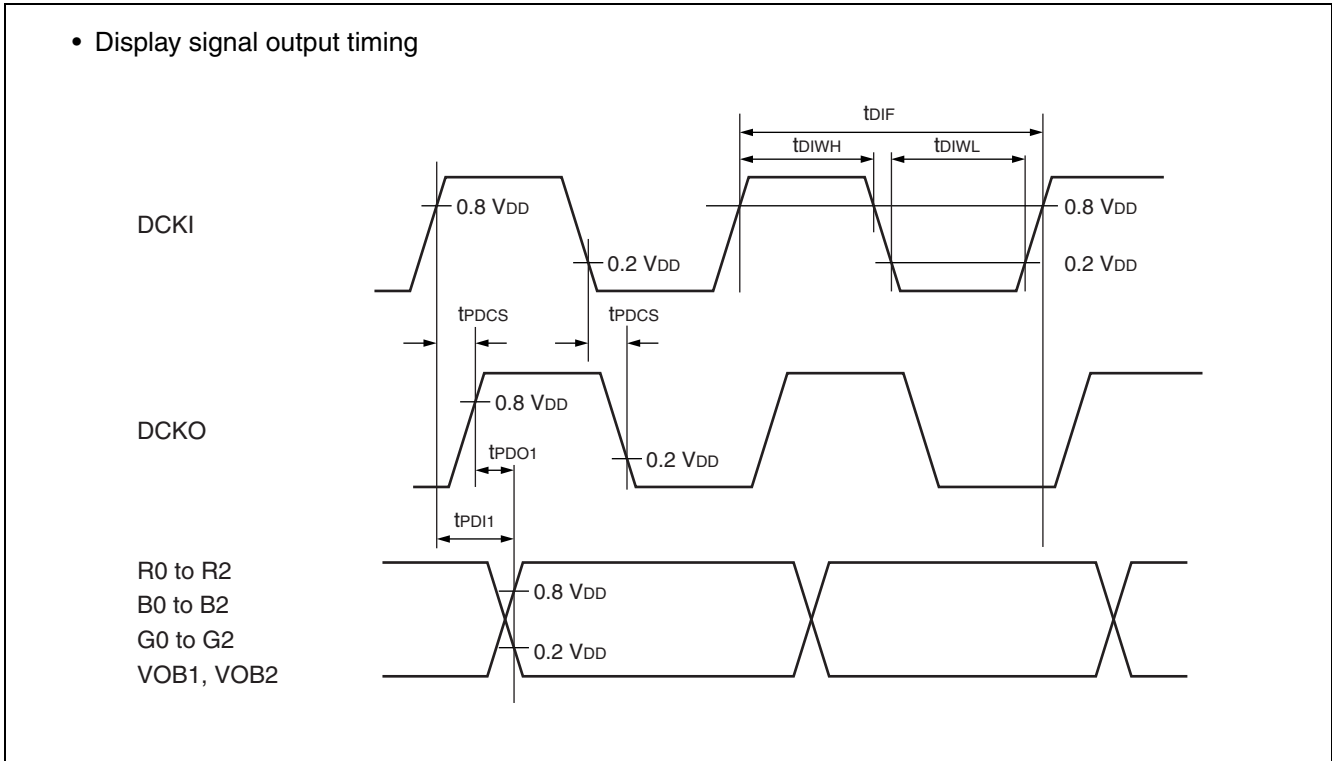 • Display signal output timing
tDIF
tDIWH
tDIWL
DCKI
0.8 VDD
0.8 VDD
0.2 VDD
0.2 VDD
tPDCS
tPDCS
DCKO
0.8 VDD
tPDO1
0.2 VDD
tPDI1
R0 to R2
B0 to B2
G0 to G2
VOB1, VOB2
0.8 VDD
0.2 VDD